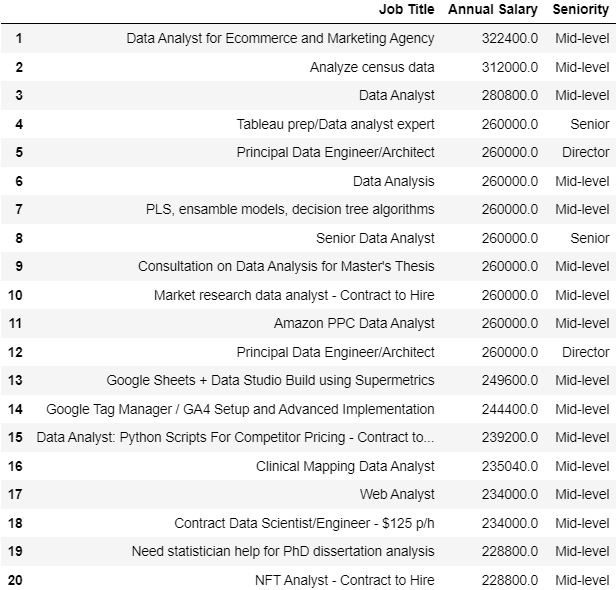 Job Title Annual Salary Seniority
1 Data Analyst for Ecommerce and Marketing Agency 322400.0 Mid-level
2 Analyze census data 312000.0 Mid-level
3 Data Analyst 280800.0 Mid-level
4 Tableau prep/Data analyst expert 260000.0 Senior
5 Principal Data Engineer/Architect 260000.0 Director
6 Data Analysis 260000.0 Mid-level
7 PLS, ensamble models, decision tree algorithms 260000.0 Mid-level
8 Senior Data Analyst 260000.0 Senior
9 Consultation on Data Analysis for Master's Thesis 260000.0 Mid-level
10 Market research data analyst - Contract to Hire 260000.0 Mid-level
11 Amazon PPC Data Analyst 260000.0 Mid-level
12 Principal Data Engineer/Architect 260000.0 Director
13 Google Sheets + Data Studio Build using Supermetrics 249600.0 Mid-level
14 Google Tag Manager / GA4 Setup and Advanced Implementation 244400.0 Mid-level
15 Data Analyst: Python Scripts For Competitor Pricing - Contract to... 239200.0 Mid-level
16 Clinical Mapping Data Analyst 235040.0 Mid-level
17 Web Analyst 234000.0 Mid-level
18 Contract Data Scientist/Engineer - $125 p/h 234000.0 Mid-level
19 Need statistician help for PhD dissertation analysis 228800.0 Mid-level
20 NFT Analyst - Contract to Hire 228800.0 Mid-level